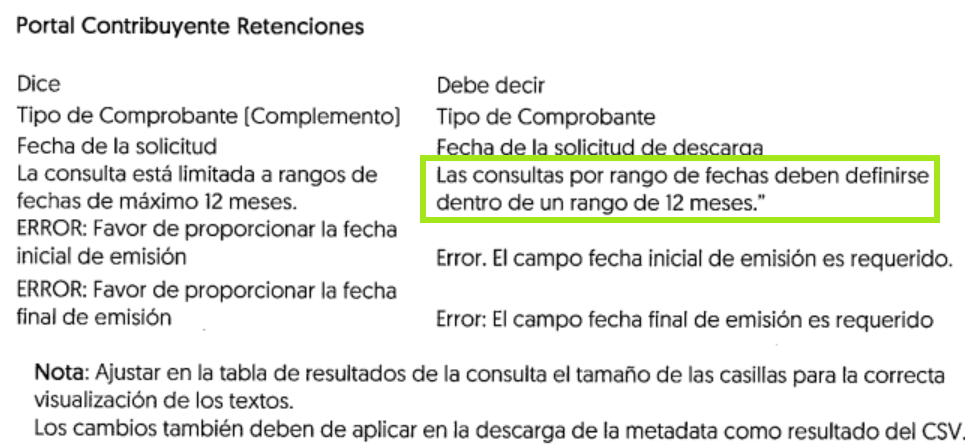 Portal Contribuyente Retenciones
Dice
Debe decir
Tipo de Comprobante [Complemento]
Tipo de Comprobante
Fecha de la solicitud
Fecha de la solicitud de descarga
La consulta está limitada a rangos de
fechas de máximo 12 meses.
Las consultas por rango de fechas deben definirse
dentro de un rango de 12 meses.”
ERROR: Favor de proporcionar la fecha
inicial de emisión
Error. El campo fecha inicial de emisión es requerido.
ERROR: Favor de proporcionar la fecha
final de emisión
Error: El campo fecha final de emisión es requerido
Nota: Ajustar en la tabla de resultados de la consulta el tamaño de las casillas para la correcta
visualización de los textos.
Los cambios también deben de aplicar en la descarga de la metadata como resultado del CSV.